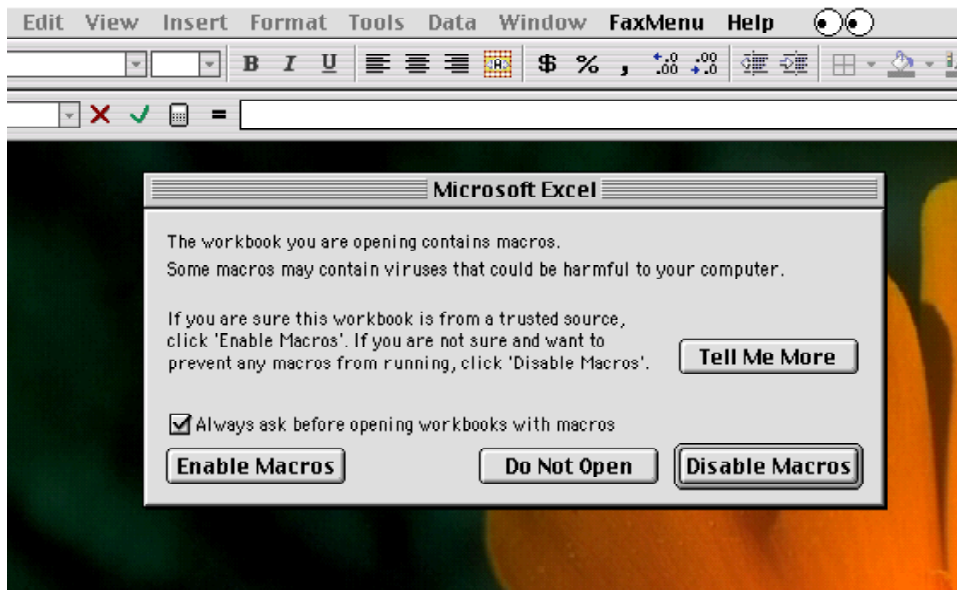 Edit View Insert Format Tools Data Window FaxMenu Help
B I U $ % , .00 .00 .0
=
Microsoft Excel
The workbook you are opening contains macros.
Some macros may contain viruses that could be harmful to your computer.
If you are sure this workbook is from a trusted source,
click 'Enable Macros'. If you are not sure and want to
prevent any macros from running, click 'Disable Macros'.
Tell Me More
Always ask before opening workbooks with macros
Enable Macros Do Not Open Disable Macros